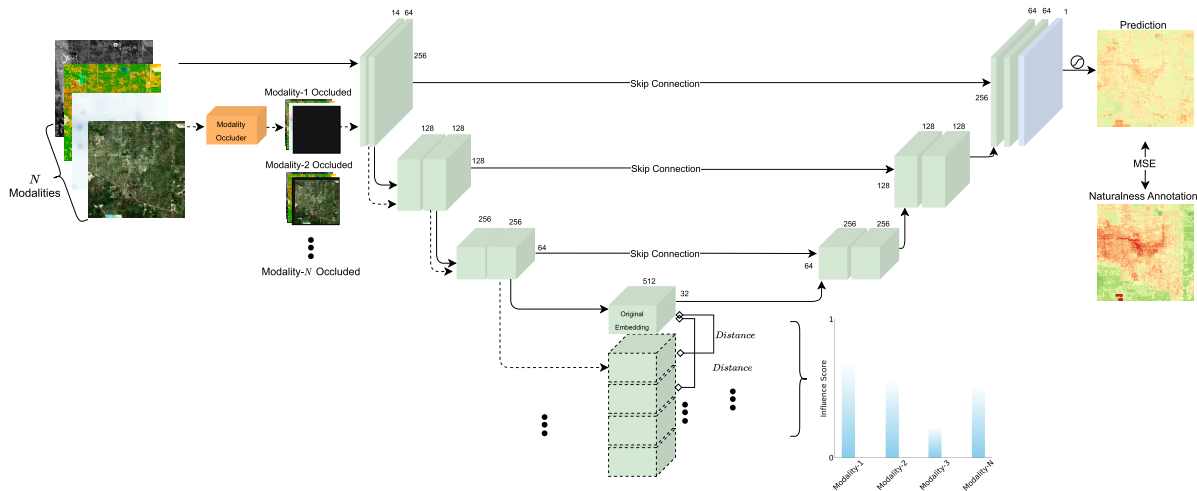 14 64
256
64 64 1
Prediction
Modality-1 Occluded
Modality
Occluder
Skip Connection
256
N
Modalities
Modality-2 Occluded
128 128
128
Skip Connection
128 128
128
MSE
Naturalness Annotation
Modality-N Occluded
256 256
64
Skip Connection
256 256
64
512
32
Original
Embedding
Distance
Distance
1
Influence Score
0
Modality-1
Modality-2
Modality-3
Modality-N